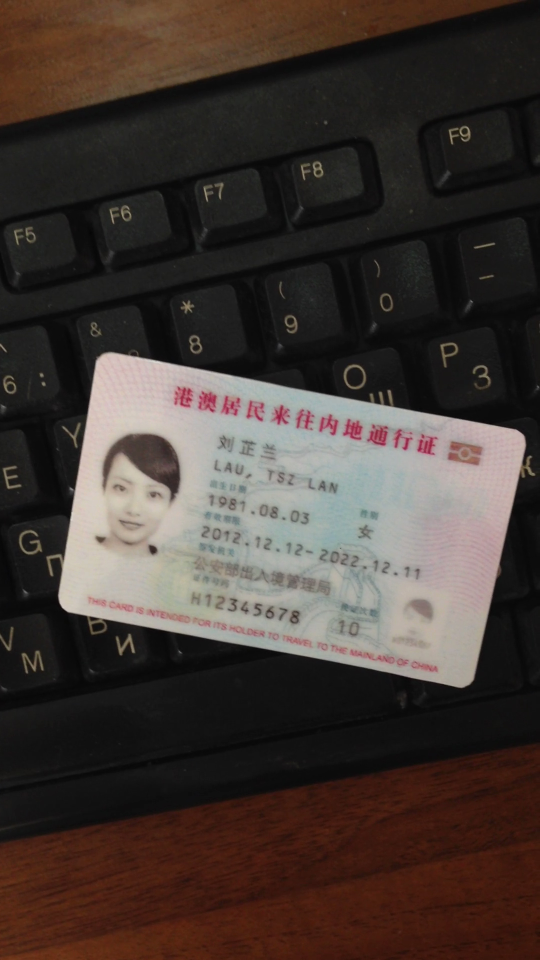 F5
F6
F7
F8
F9
&
*
8
(
9
)
0
6 :
O
Щ
P
З
Y
E
G
П
V
М
B
И
港澳居民来往内地通行证
刘芷兰
LAU, TSZ LAN
出生日期
性别
1981.08.03
女
有效期限
2012.12.12-2022.12.11
签发机关
公安部出入境管理局
证件号码
换证次数
H12345678
10
THIS CARD IS INTENDED FOR ITS HOLDER TO TRAVEL TO THE MAINLAND OF CHINA